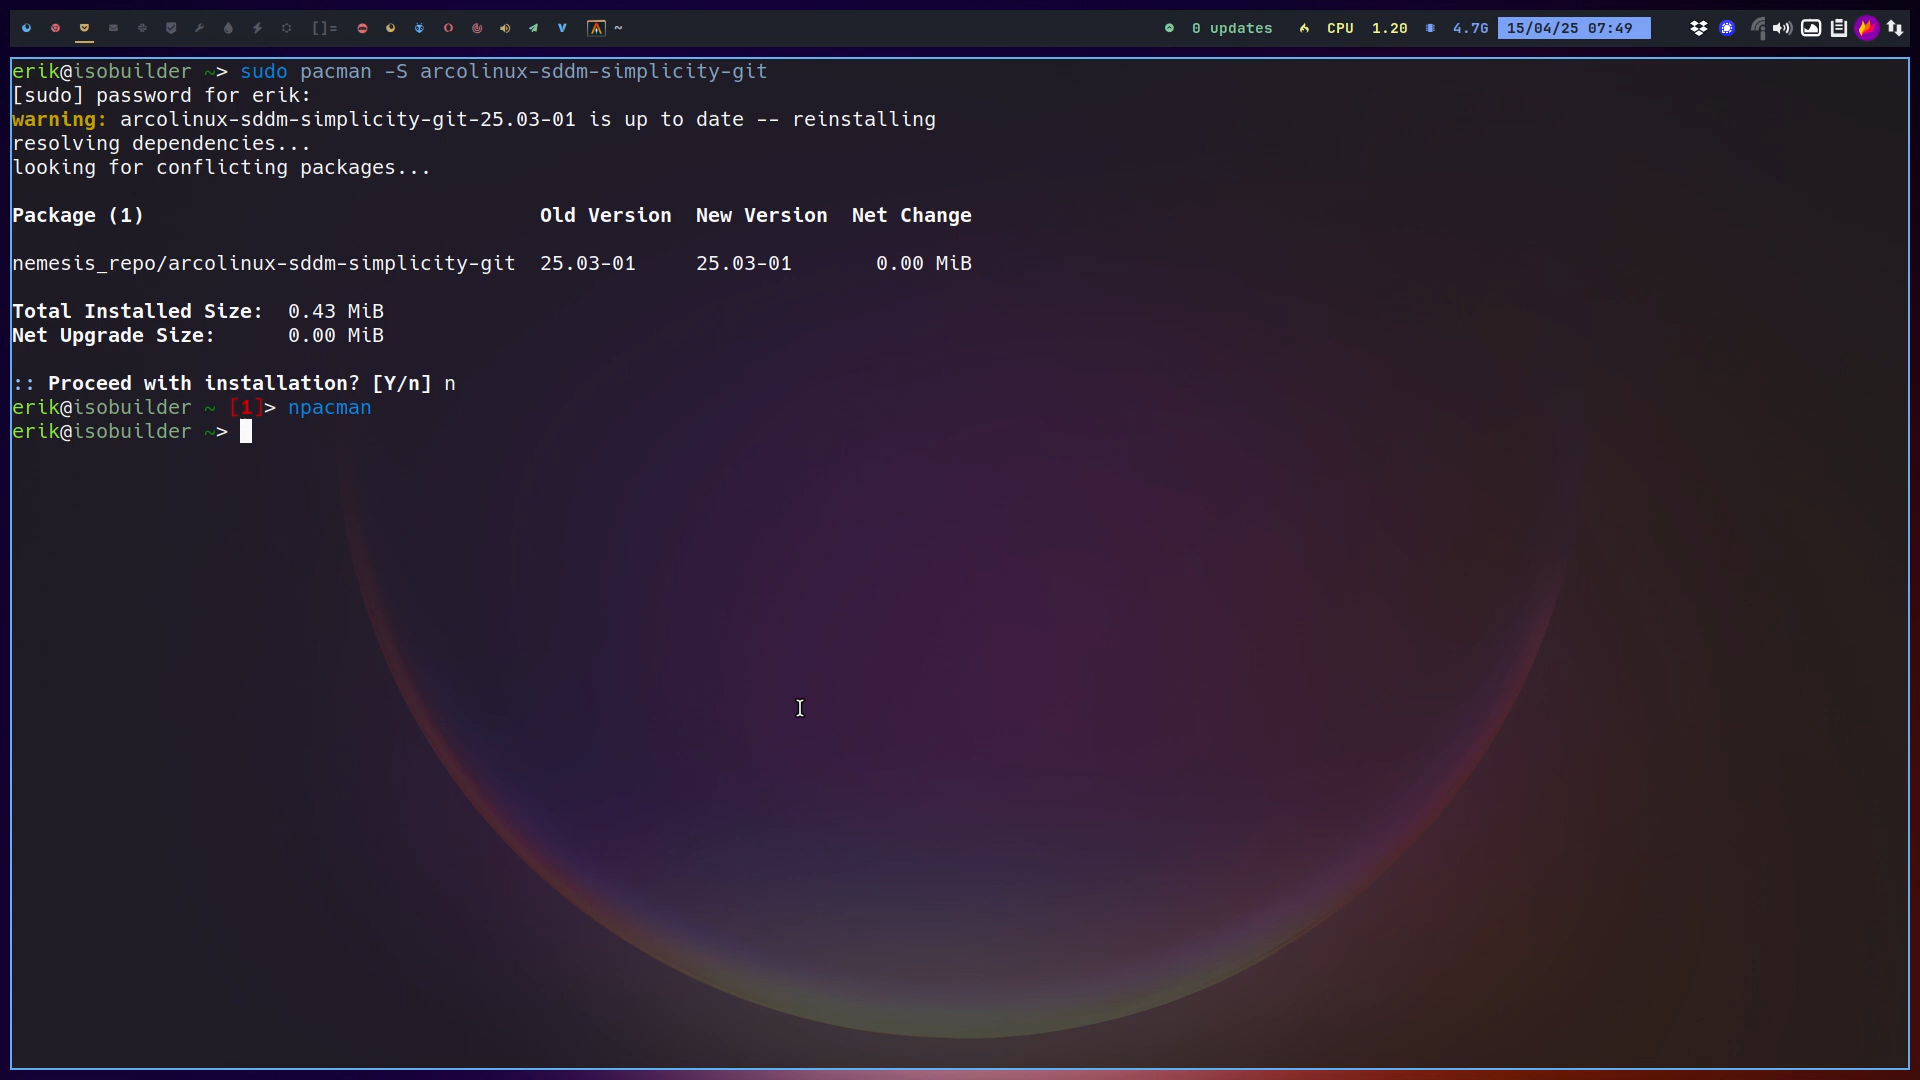 []= V ~ 0 updates CPU 1.20 4.7G 15/04/25 07:49
erik@isobuilder ~> sudo pacman -S arcolinux-sddm-simplicity-git
[sudo] password for erik:
warning: arcolinux-sddm-simplicity-git-25.03-01 is up to date -- reinstalling
resolving dependencies...
looking for conflicting packages...
Package (1) Old Version New Version Net Change
nemesis_repo/arcolinux-sddm-simplicity-git 25.03-01 25.03-01 0.00 MiB
Total Installed Size: 0.43 MiB
Net Upgrade Size: 0.00 MiB
:: Proceed with installation? [Y/n] n
erik@isobuilder ~ [1]> npacman
erik@isobuilder ~>